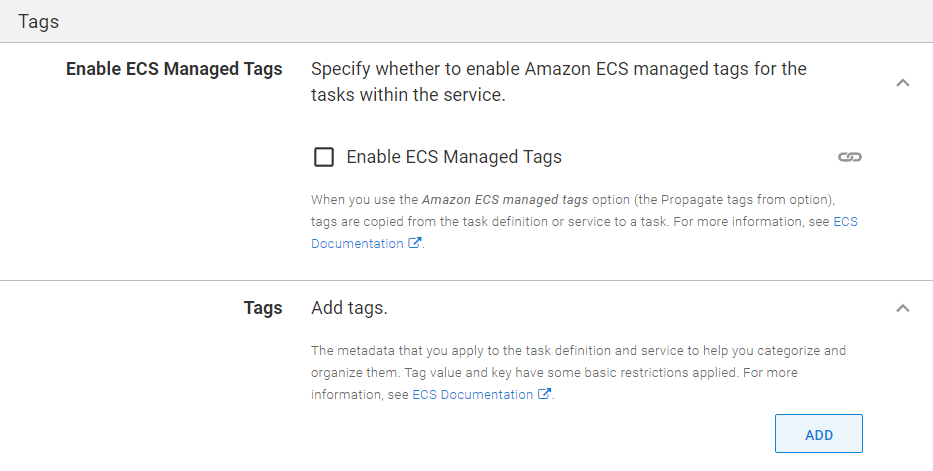 Tags
Enable ECS Managed Tags
Specify whether to enable Amazon ECS managed tags for the
tasks within the service.
Enable ECS Managed Tags
When you use the Amazon ECS managed tags option (the Propagate tags from option),
tags are copied from the task definition or service to a task. For more information, see ECS
Documentation.
Tags
Add tags.
The metadata that you apply to the task definition and service to help you categorize and
organize them. Tag value and key have some basic restrictions applied. For more
information, see ECS Documentation.
ADD